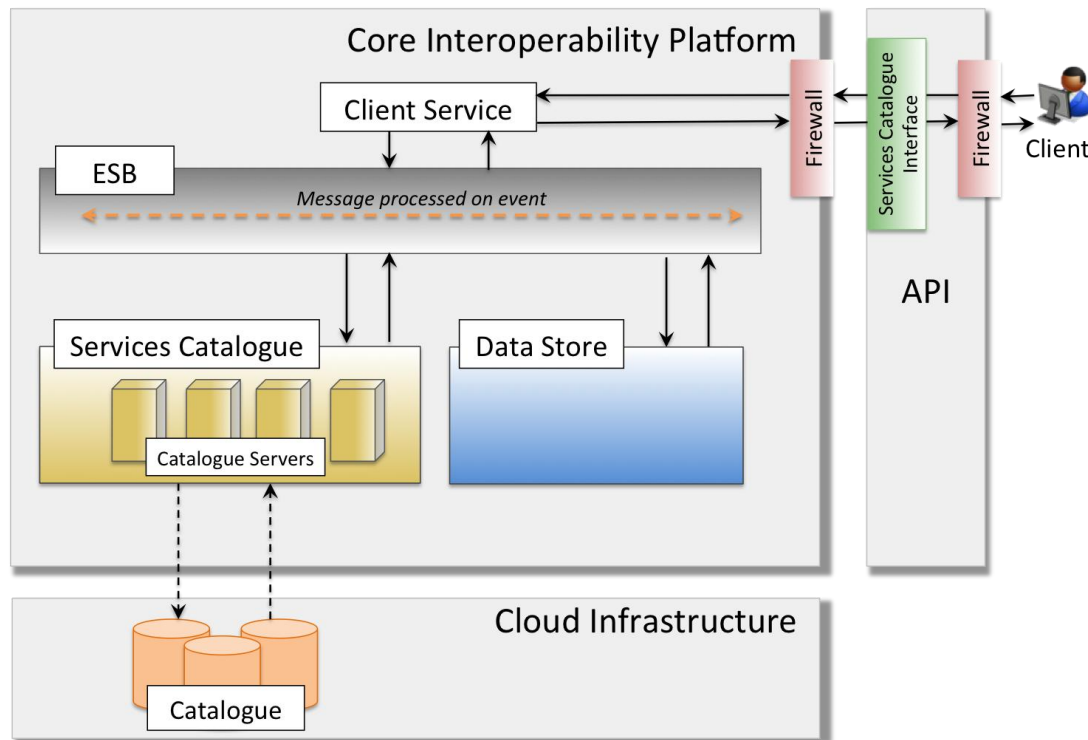 Core Interoperability Platform
Client Service
ESB
Message processed on event
Services Catalogue
Catalogue Servers
Data Store
Firewall
Services Catalogue
Interface
Firewall
Client
API
Cloud Infrastructure
Catalogue